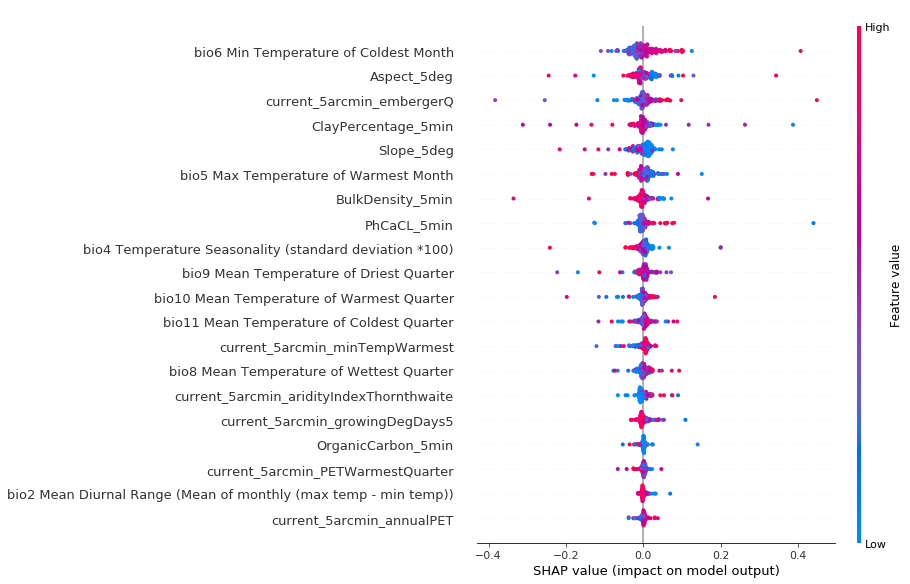 High
bio6 Min Temperature of Coldest Month
Aspect_5deg
current_5arcmin_embergerQ
ClayPercentage_5min
Slope_5deg
bio5 Max Temperature of Warmest Month
BulkDensity_5min
PhCaCL_5min
bio4 Temperature Seasonality (standard deviation *100)
bio9 Mean Temperature of Driest Quarter
bio10 Mean Temperature of Warmest Quarter
bio11 Mean Temperature of Coldest Quarter
current_5arcmin_minTempWarmest
bio8 Mean Temperature of Wettest Quarter
current_5arcmin_aridityIndexThornthwaite
current_5arcmin_growingDegDays5
OrganicCarbon_5min
current_5arcmin_PETWarmestQuarter
bio2 Mean Diurnal Range (Mean of monthly (max temp - min temp))
current_5arcmin_annualPET
Feature value
Low
−0.4 −0.2 0.0 0.2 0.4
SHAP value (impact on model output)